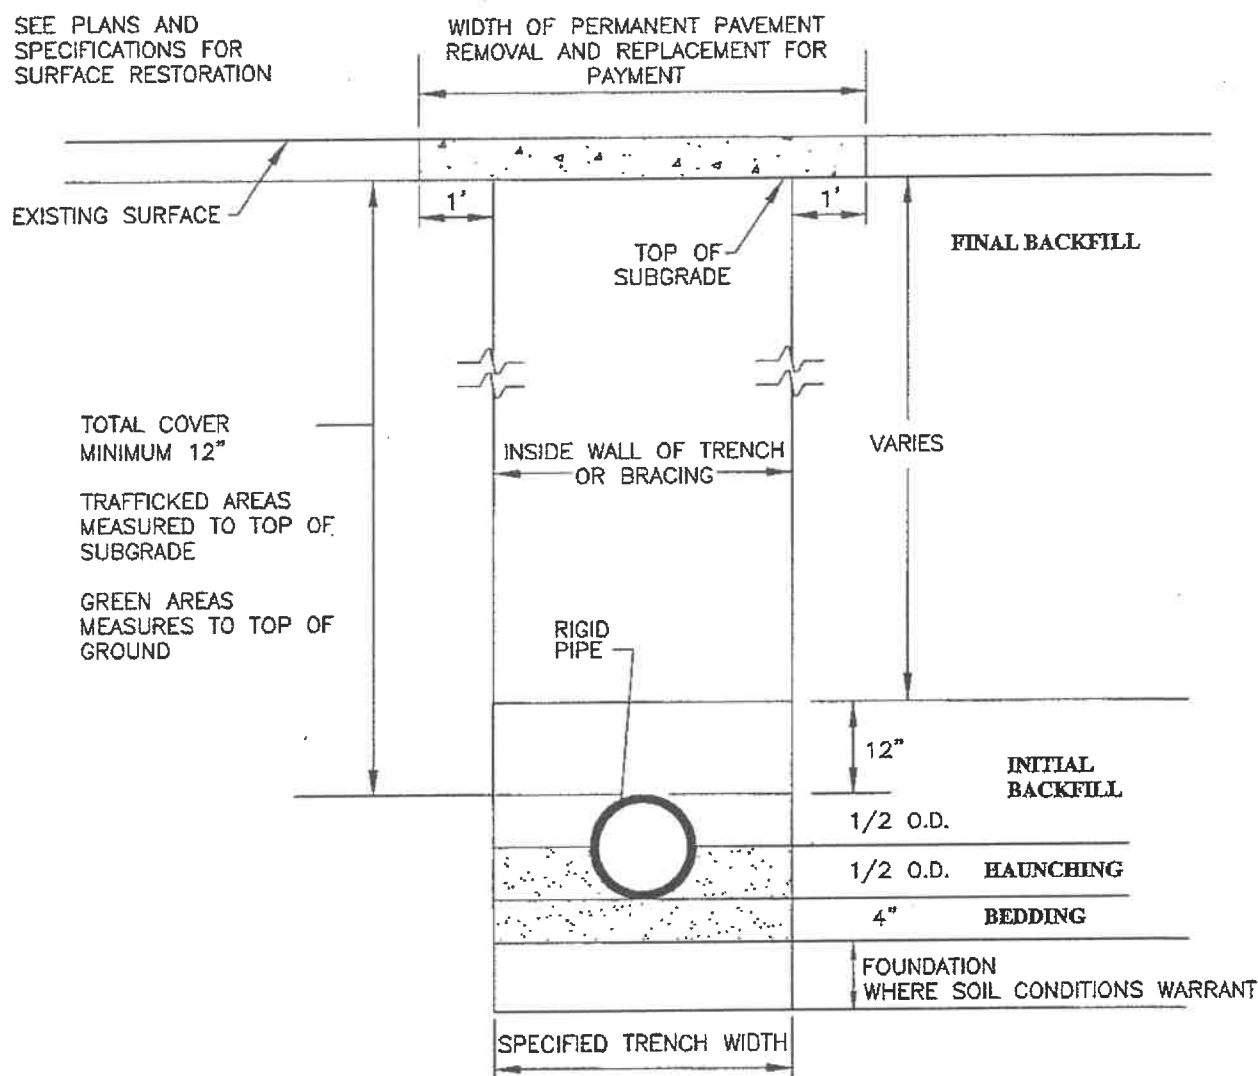 SEE PLANS AND
SPECIFICATIONS FOR
SURFACE RESTORATION
WIDTH OF PERMANENT PAVEMENT
REMOVAL AND REPLACEMENT FOR
PAYMENT
EXISTING SURFACE
1'
1'
TOP OF
SUBGRADE
FINAL BACKFILL
TOTAL COVER
MINIMUM 12"
TRAFFICKED AREAS
MEASURED TO TOP OF
SUBGRADE
GREEN AREAS
MEASURES TO TOP OF
GROUND
INSIDE WALL OF TRENCH
OR BRACING
VARIES
RIGID
PIPE
12"
INITIAL
BACKFILL
1/2 O.D.
1/2 O.D. HAUNCHING
4" BEDDING
FOUNDATION
WHERE SOIL CONDITIONS WARRANT
SPECIFIED TRENCH WIDTH